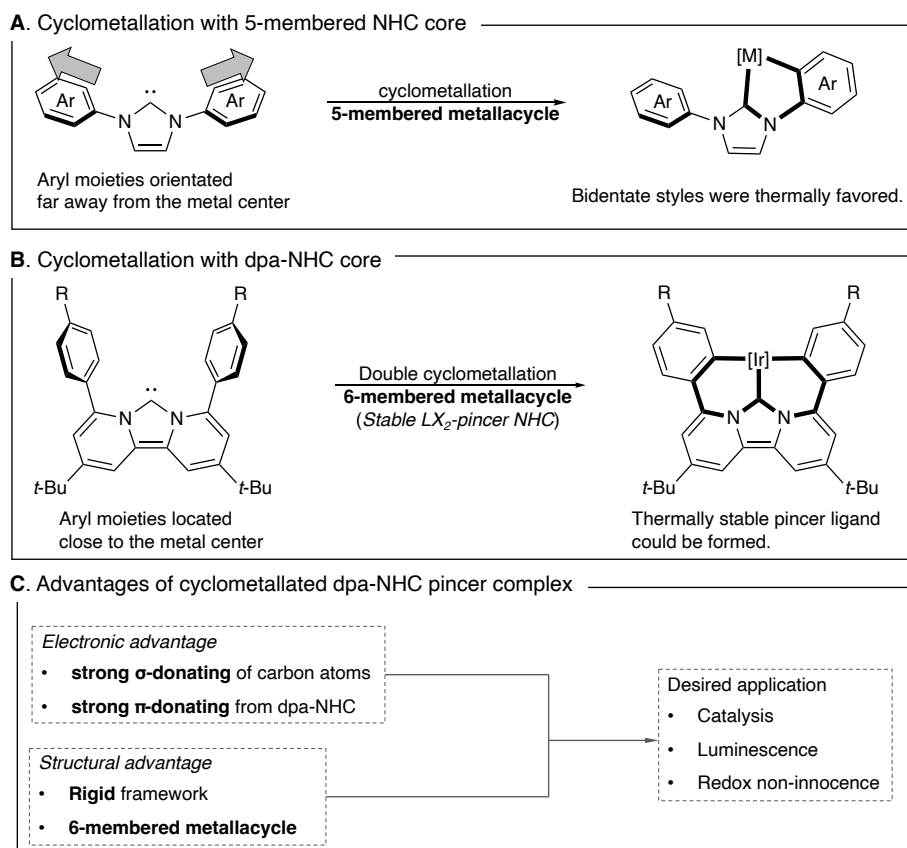 A. Cyclometallation with 5-membered NHC core
Ar
Ar
N
N
cyclometallation
5-membered metallacycle
[M]
Ar
Ar
N
N
Aryl moieties orientated
far away from the metal center
Bidentate styles were thermally favored.
B. Cyclometallation with dpa-NHC core
R
R
N
N
t-Bu
t-Bu
Double cyclometallation
6-membered metallacycle
(Stable LX2-pincer NHC)
R
R
[Ir]
N
N
t-Bu
t-Bu
Aryl moieties located
close to the metal center
Thermally stable pincer ligand
could be formed.
C. Advantages of cyclometallated dpa-NHC pincer complex
Electronic advantage
• strong σ-donating of carbon atoms
• strong π-donating from dpa-NHC
Structural advantage
• Rigid framework
• 6-membered metallacycle
Desired application
• Catalysis
• Luminescence
• Redox non-innocence